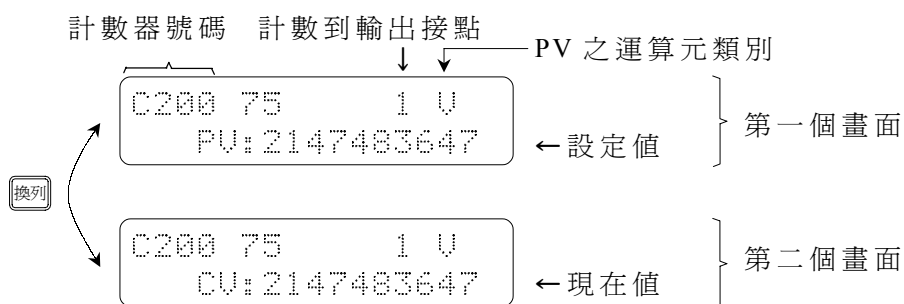 計數器號碼 計數到輸出接點
PV 之運算元類別
C200 75 1 V
PV:2147483647
←設定值
第一個畫面
換列
C200 75 1 V
CV:2147483647
←現在值
第二個畫面